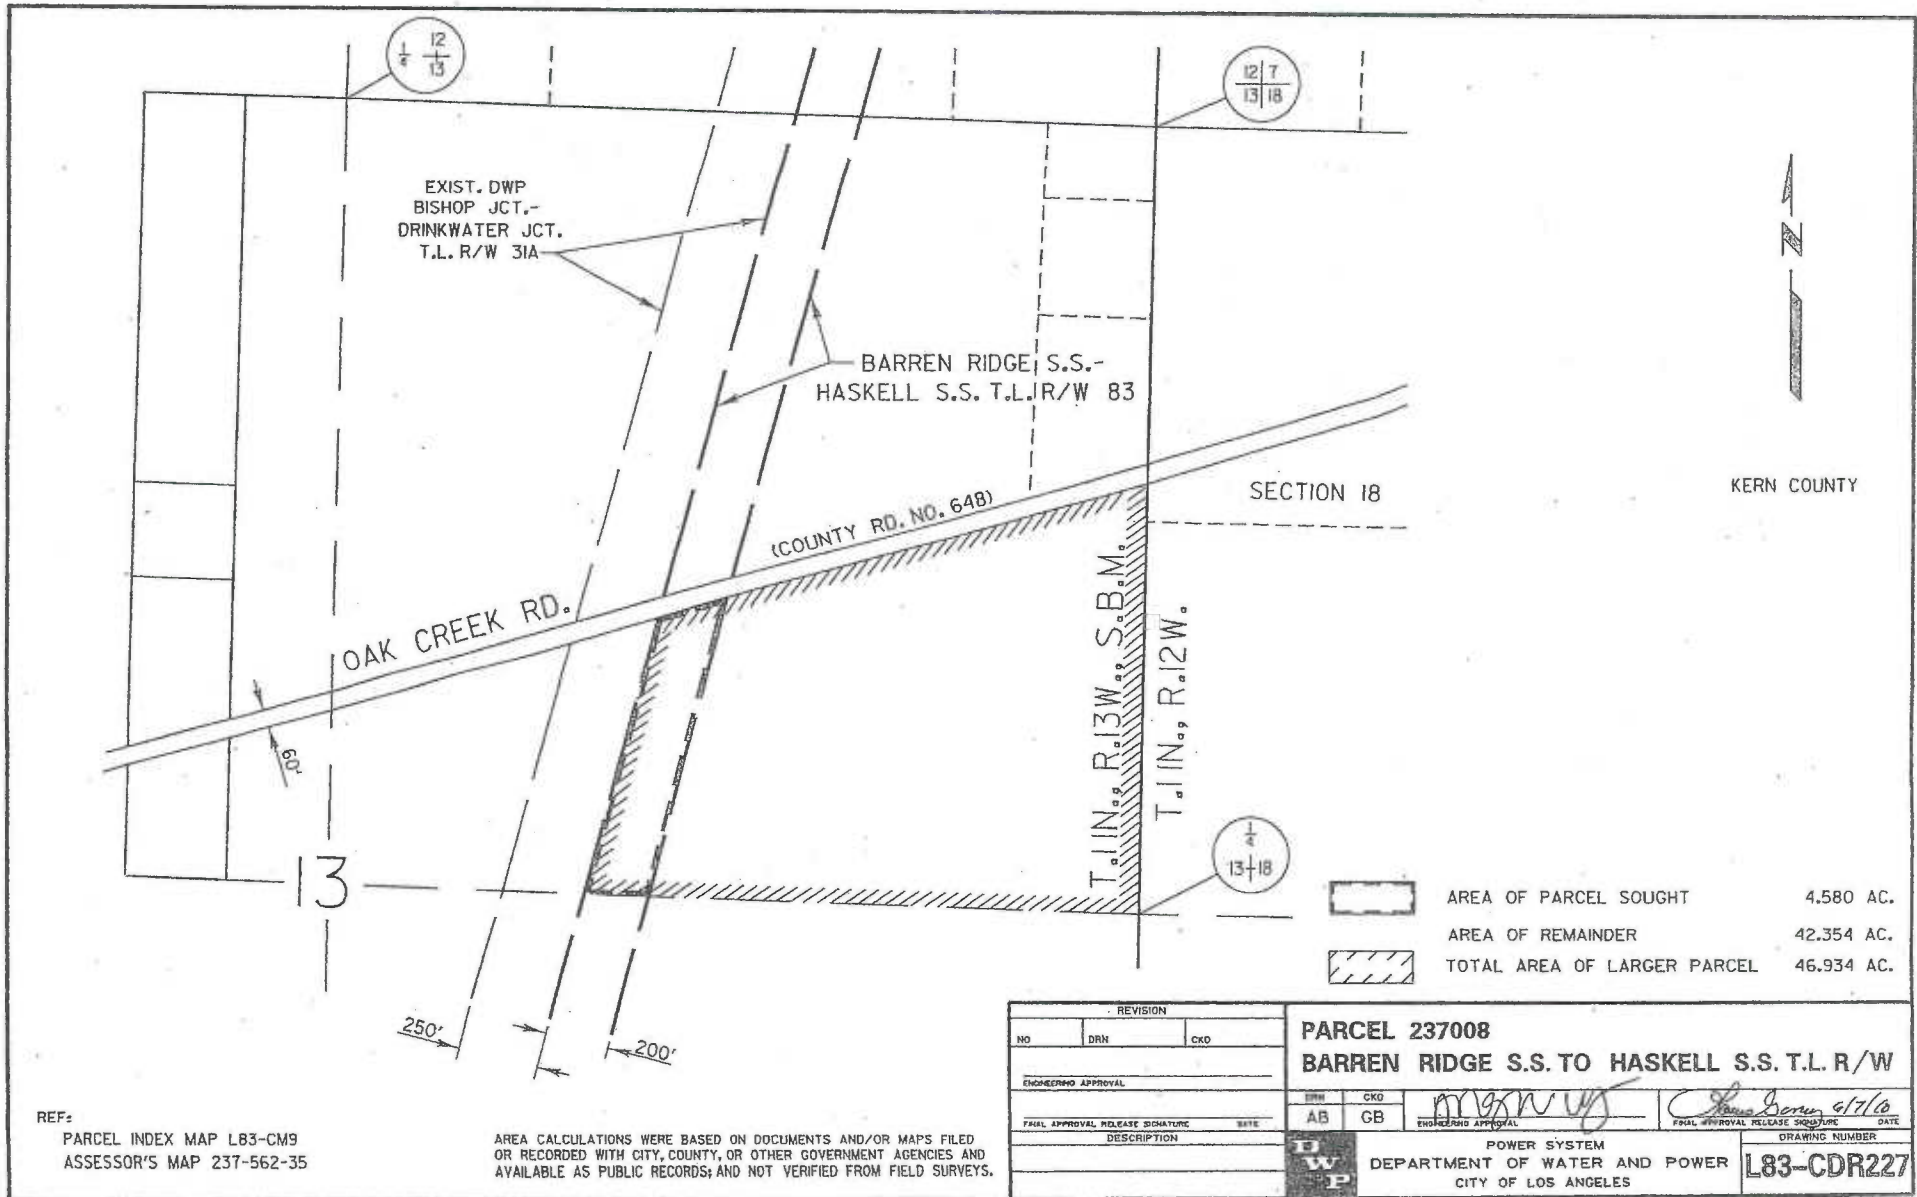 1/4 12
13
12 7
13 18
EXIST. DWP
BISHOP JCT.-
DRINKWATER JCT.
T.L. R/W 31A
BARREN RIDGE S.S.-
HASKELL S.S. T.L. R/W 83
N
KERN COUNTY
SECTION 18
(COUNTY RD. NO. 648)
OAK CREEK RD.
60'
T.11N., R.13W., S.B.M.
T.11N., R.12W.
13
1/4
13 18
250'
200'
AREA OF PARCEL SOUGHT 4.580 AC.
AREA OF REMAINDER 42.354 AC.
TOTAL AREA OF LARGER PARCEL 46.934 AC.
REF:
PARCEL INDEX MAP L83-CM9
ASSESSOR'S MAP 237-562-35
AREA CALCULATIONS WERE BASED ON DOCUMENTS AND/OR MAPS FILED
OR RECORDED WITH CITY, COUNTY, OR OTHER GOVERNMENT AGENCIES AND
AVAILABLE AS PUBLIC RECORDS; AND NOT VERIFIED FROM FIELD SURVEYS.
REVISION
NO DRN CKD
ENGINEERING APPROVAL
FINAL APPROVAL RELEASE SIGNATURE DATE
DESCRIPTION
PARCEL 237008
BARREN RIDGE S.S. TO HASKELL S.S. T.L. R/W
DRN CKD
AB GB
6/7/10
ENGINEERING APPROVAL FINAL APPROVAL RELEASE SIGNATURE DATE
DWP
POWER SYSTEM
DEPARTMENT OF WATER AND POWER
CITY OF LOS ANGELES
DRAWING NUMBER
L83-CDR227